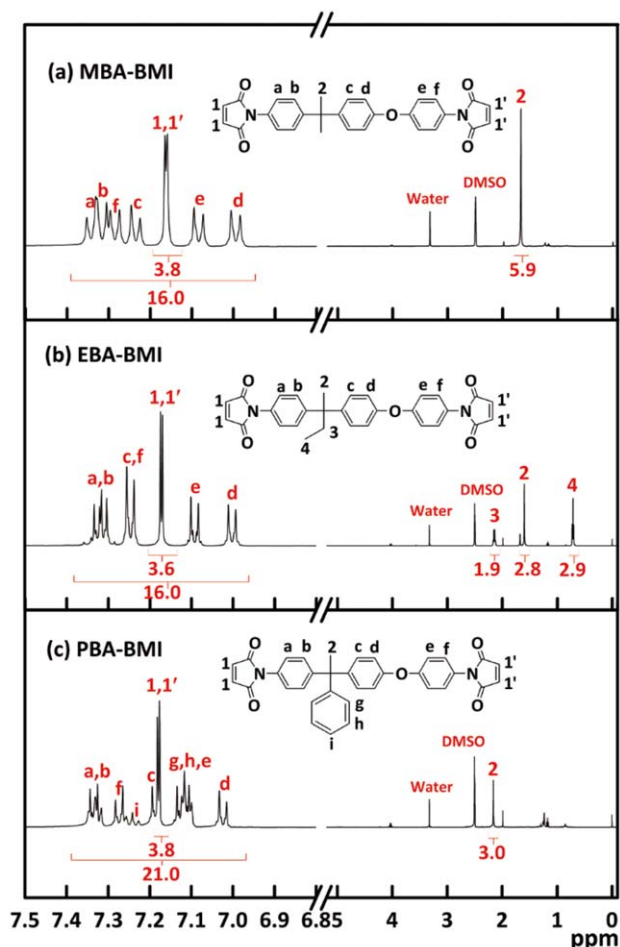 (a) MBA-BMI
O O
1 a b 2 c d e f 1'
N O N
1 1'
O O
1,1' 2
a b f c e d Water DMSO
3.8 5.9
16.0
(b) EBA-BMI
O O
1 a b 2 c d e f 1'
N O N
1 3 1'
O 4 O
1,1'
a,b c,f e d Water DMSO 3 2 4
3.6 1.9 2.8 2.9
16.0
(c) PBA-BMI
O O
1 a b 2 c d e f 1'
N O N
1 1'
O g O
h
i
1,1'
a,b f i c g,h,e d Water DMSO 2
3.8 3.0
21.0
7.5 7.4 7.3 7.2 7.1 7.0 6.85 4 3 2 1 0
ppm